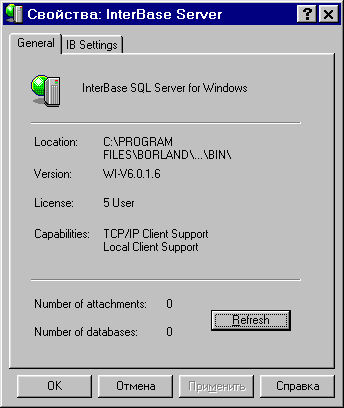 Свойства: InterBase Server
General IB Settings
InterBase SQL Server for Windows
Location: C:\PROGRAM
FILES\BORLAND\...\BIN\
Version: WI-V6.0.1.6
License: 5 User
Capabilities: TCP/IP Client Support
Local Client Support
Number of attachments: 0
Refresh
Number of databases: 0
OK Отмена Применить Справка